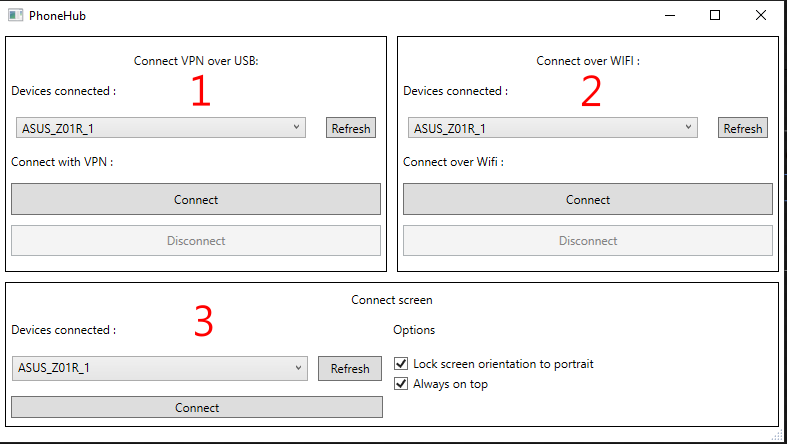 PhoneHub
Connect VPN over USB:
Devices connected :
1
ASUS_Z01R_1
Refresh
Connect with VPN :
Connect
Disconnect
Connect over WIFI :
Devices connected :
2
ASUS_Z01R_1
Refresh
Connect over Wifi :
Connect
Disconnect
Connect screen
Devices connected :
3
ASUS_Z01R_1
Refresh
Connect
Options
Lock screen orientation to portrait
Always on top